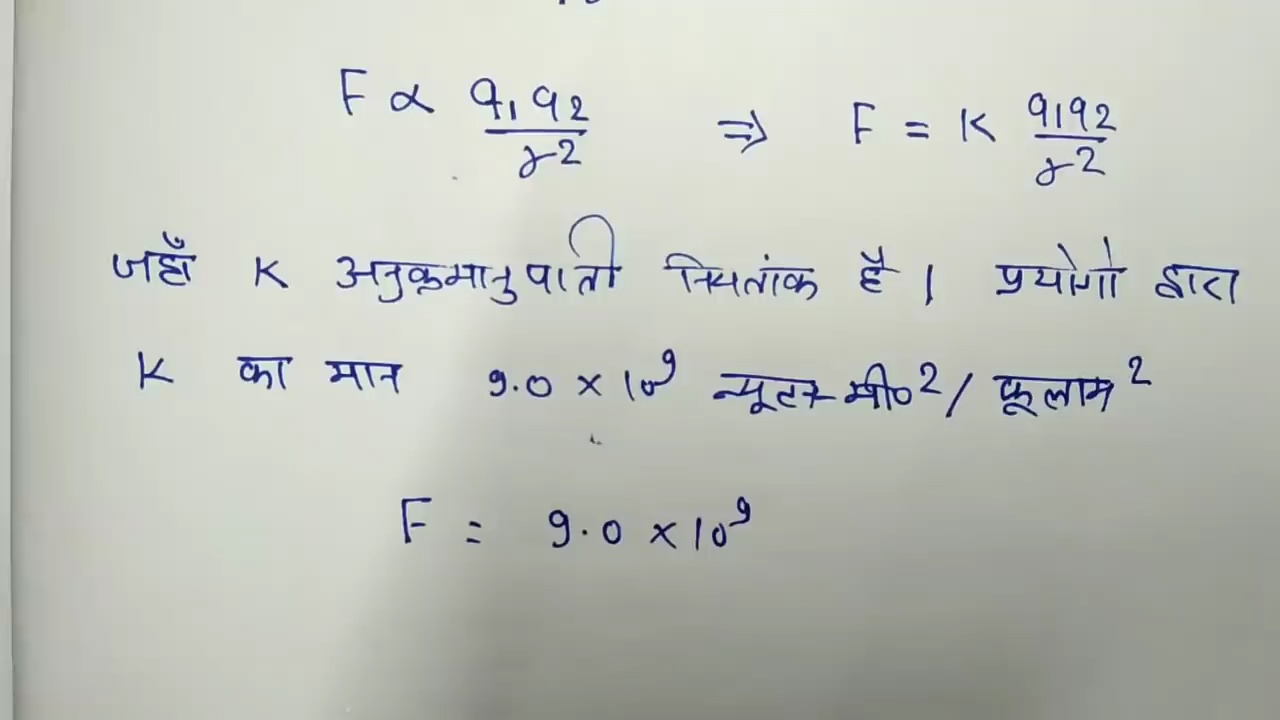 F ∝ q₁q₂/r² ⇒ F = K q₁q₂/r²
जहाँ K अनुक्रमानुपाती नियतांक है। प्रयोगो द्वारा
K का मान 9.0 × 10⁹ न्यूटन-मी०²/कूलाम²
F = 9.0 × 10⁹